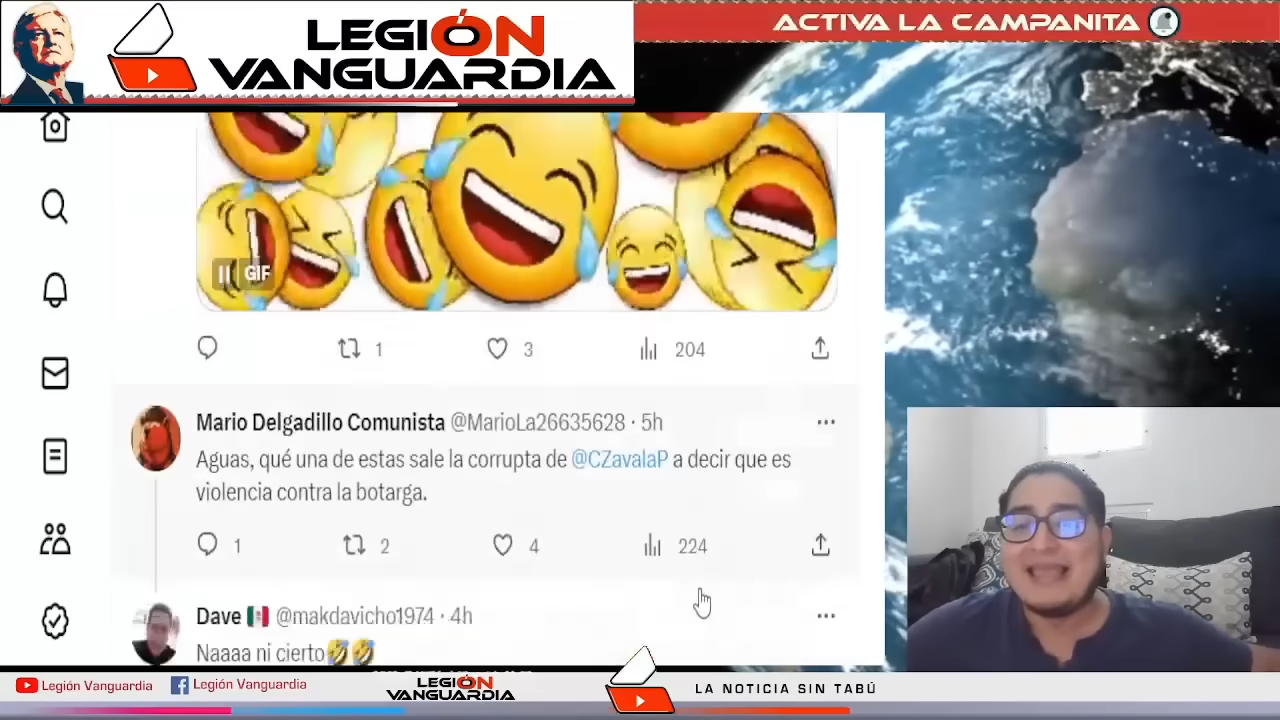 LEGIÓN
VANGUARDIA
ACTIVA LA CAMPANITA
GIF
1
3
204
Mario Delgadillo Comunista @MarioLa26635628 · 5h
Aguas, qué una de estas sale la corrupta de @CZavalaP a decir que es
violencia contra la botarga.
1
2
4
224
Dave @makdavicho1974 · 4h
Naaaa ni cierto
Legión Vanguardia
Legión Vanguardia
LEGIÓN
VANGUARDIA
LA NOTICIA SIN TABÚ